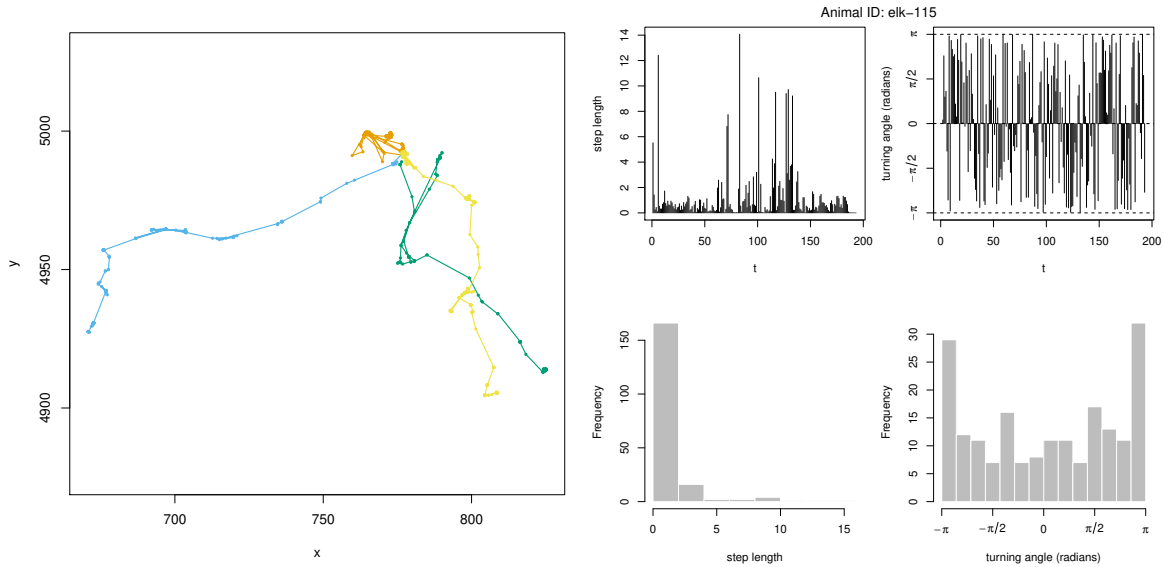 Animal ID: elk−115
y
5000
4950
4900
700 750 800
x
step length
14
12
10
8
6
4
2
0
0 50 100 150 200
t
turning angle (radians)
π
π/2
0
−π/2
−π
0 50 100 150 200
t
Frequency
150
100
50
0
0 5 10 15
step length
Frequency
30
25
20
15
10
5
0
−π −π/2 0 π/2 π
turning angle (radians)